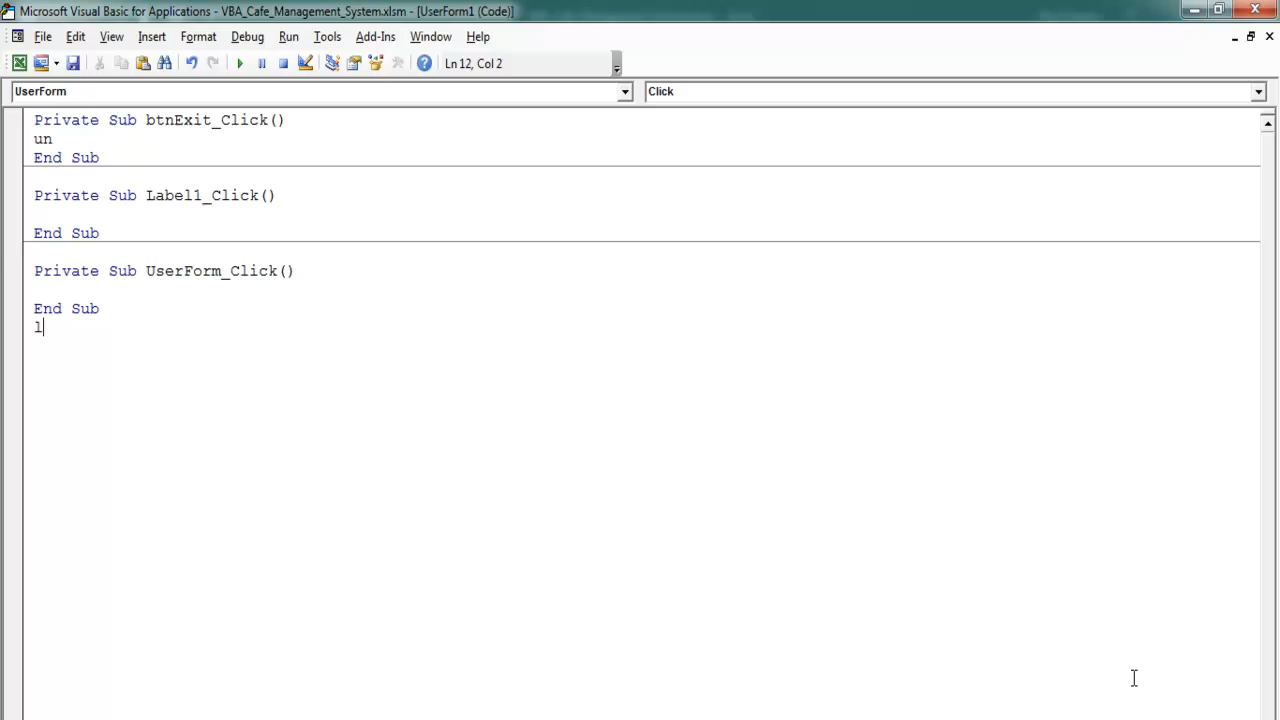 Microsoft Visual Basic for Applications - VBA_Cafe_Management_System.xlsm - [UserForm1 (Code)]
File Edit View Insert Format Debug Run Tools Add-Ins Window Help
Ln 12, Col 2
UserForm Click
Private Sub btnExit_Click()
un
End Sub
Private Sub Label1_Click()
End Sub
Private Sub UserForm_Click()
End Sub
l